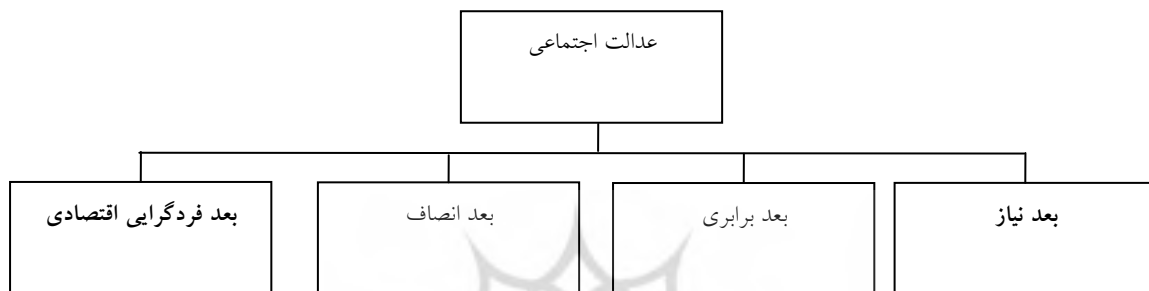 عدالت اجتماعی
بعد نیاز
بعد برابری
بعد انصاف
بعد فردگرایی اقتصادی